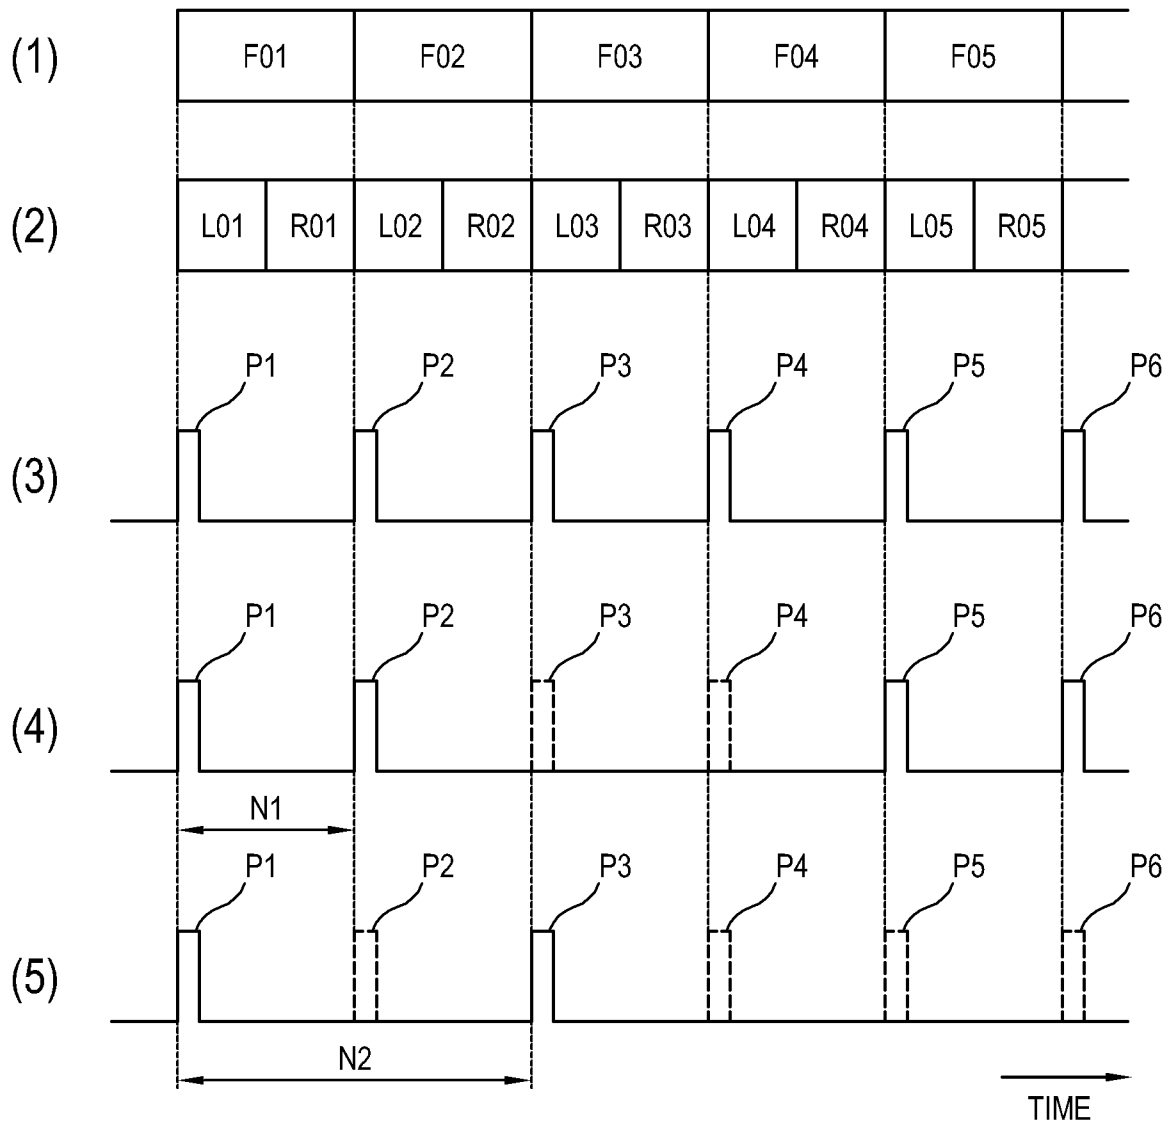 (1) F01 F02 F03 F04 F05
(2) L01 R01 L02 R02 L03 R03 L04 R04 L05 R05
P1 P2 P3 P4 P5 P6
(3)
P1 P2 P3 P4 P5 P6
(4)
N1
P1 P2 P3 P4 P5 P6
(5)
N2
TIME